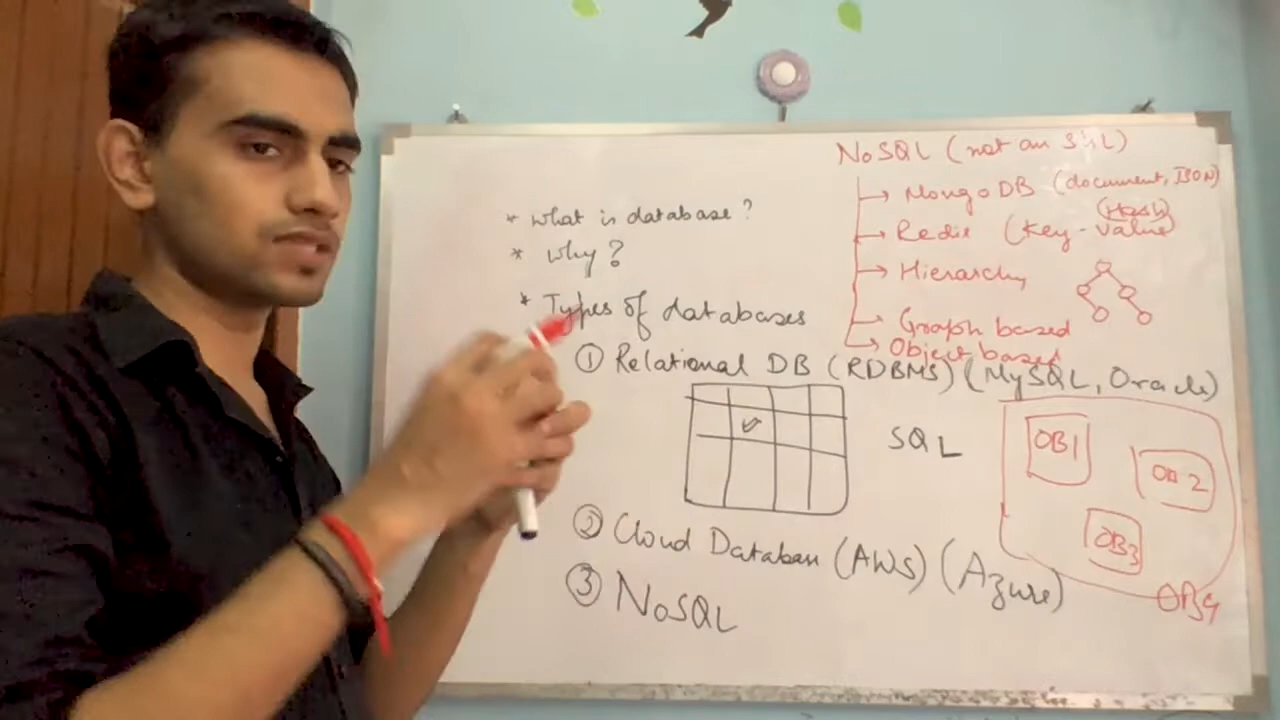 * What is database?
* Why?
* Types of databases
① Relational DB (RDBMS) (MySQL, Oracle)
SQL
② Cloud Database (AWS) (Azure)
③ NoSQL
NoSQL (not an SQL)
→ MongoDB (document, JSON)
(Hash)
→ Redis (Key-value)
→ Hierarchy
→ Graph based
→ Object based
OB1
OB2
OB3
OB4